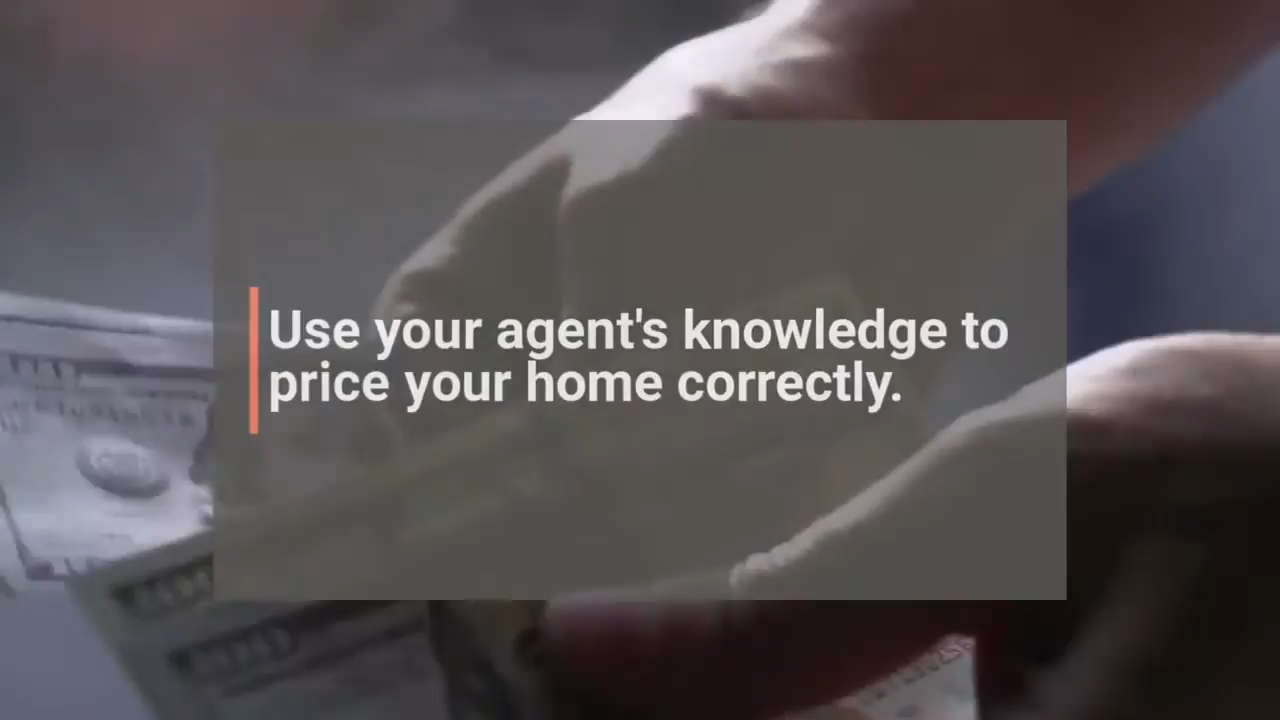 Use your agent's knowledge to
price your home correctly.